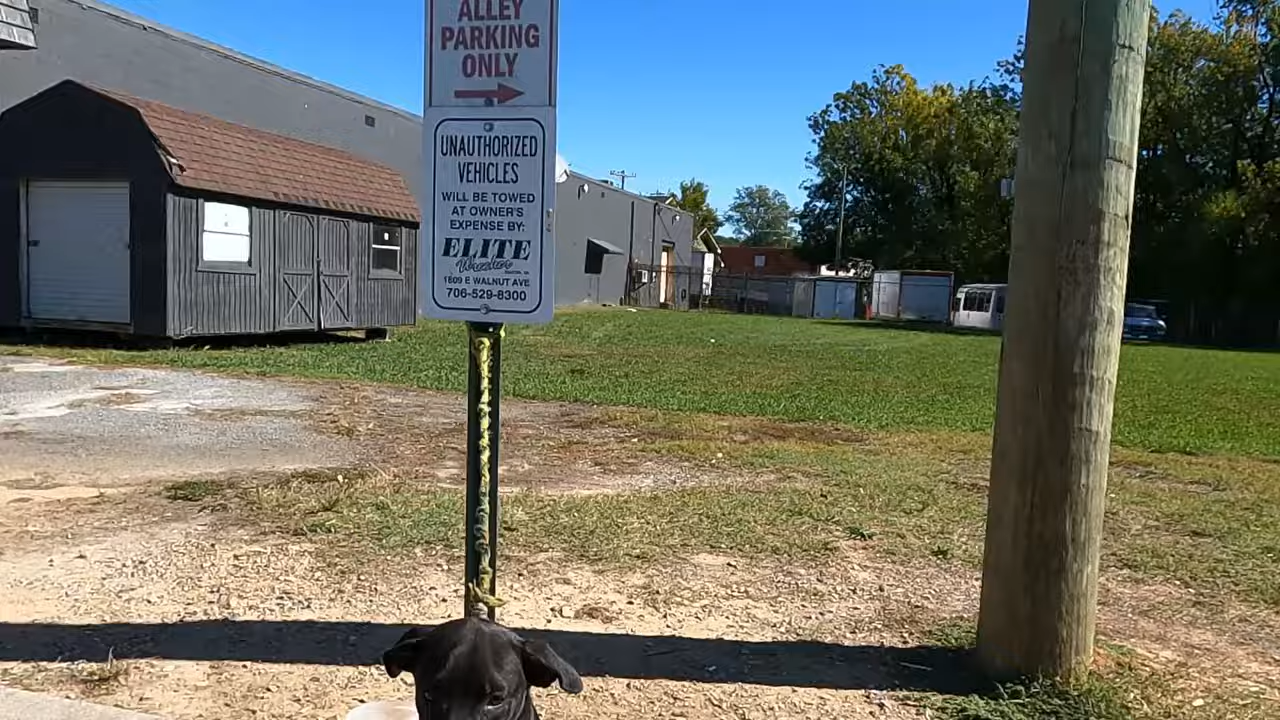 ALLEY
PARKING
ONLY
UNAUTHORIZED
VEHICLES
WILL BE TOWED
AT OWNER'S
EXPENSE BY:
ELITE
Wrecker
1809 E WALNUT AVE
706-529-8300